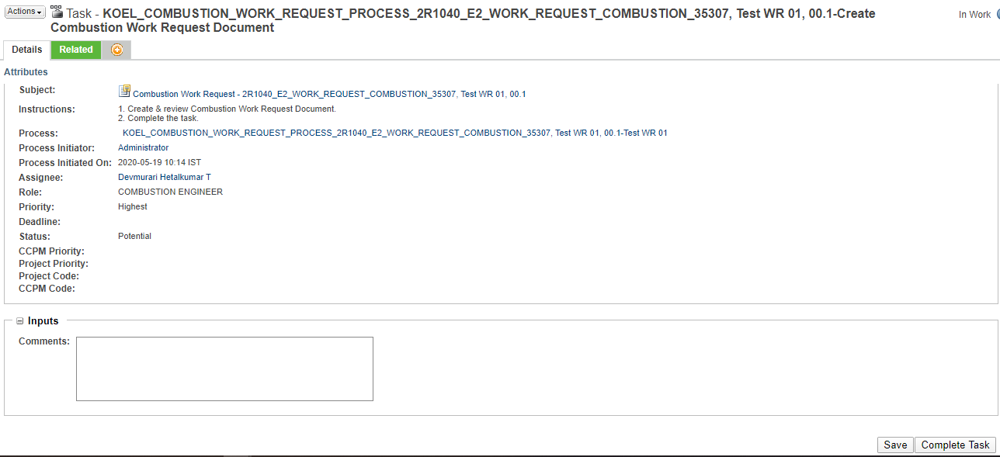 Actions
Task - KOEL_COMBUSTION_WORK_REQUEST_PROCESS_2R1040_E2_WORK_REQUEST_COMBUSTION_35307, Test WR 01, 00.1-Create
Combustion Work Request Document
In Work
Details
Related
Attributes
Subject: Combustion Work Request - 2R1040_E2_WORK_REQUEST_COMBUSTION_35307, Test WR 01, 00.1
Instructions: 1. Create & review Combustion Work Request Document.
2. Complete the task.
Process: KOEL_COMBUSTION_WORK_REQUEST_PROCESS_2R1040_E2_WORK_REQUEST_COMBUSTION_35307, Test WR 01, 00.1-Test WR 01
Process Initiator: Administrator
Process Initiated On: 2020-05-19 10:14 IST
Assignee: Devmurari Hetalkumar T
Role: COMBUSTION ENGINEER
Priority: Highest
Deadline:
Status: Potential
CCPM Priority:
Project Priority:
Project Code:
CCPM Code:
Inputs
Comments:
Save Complete Task